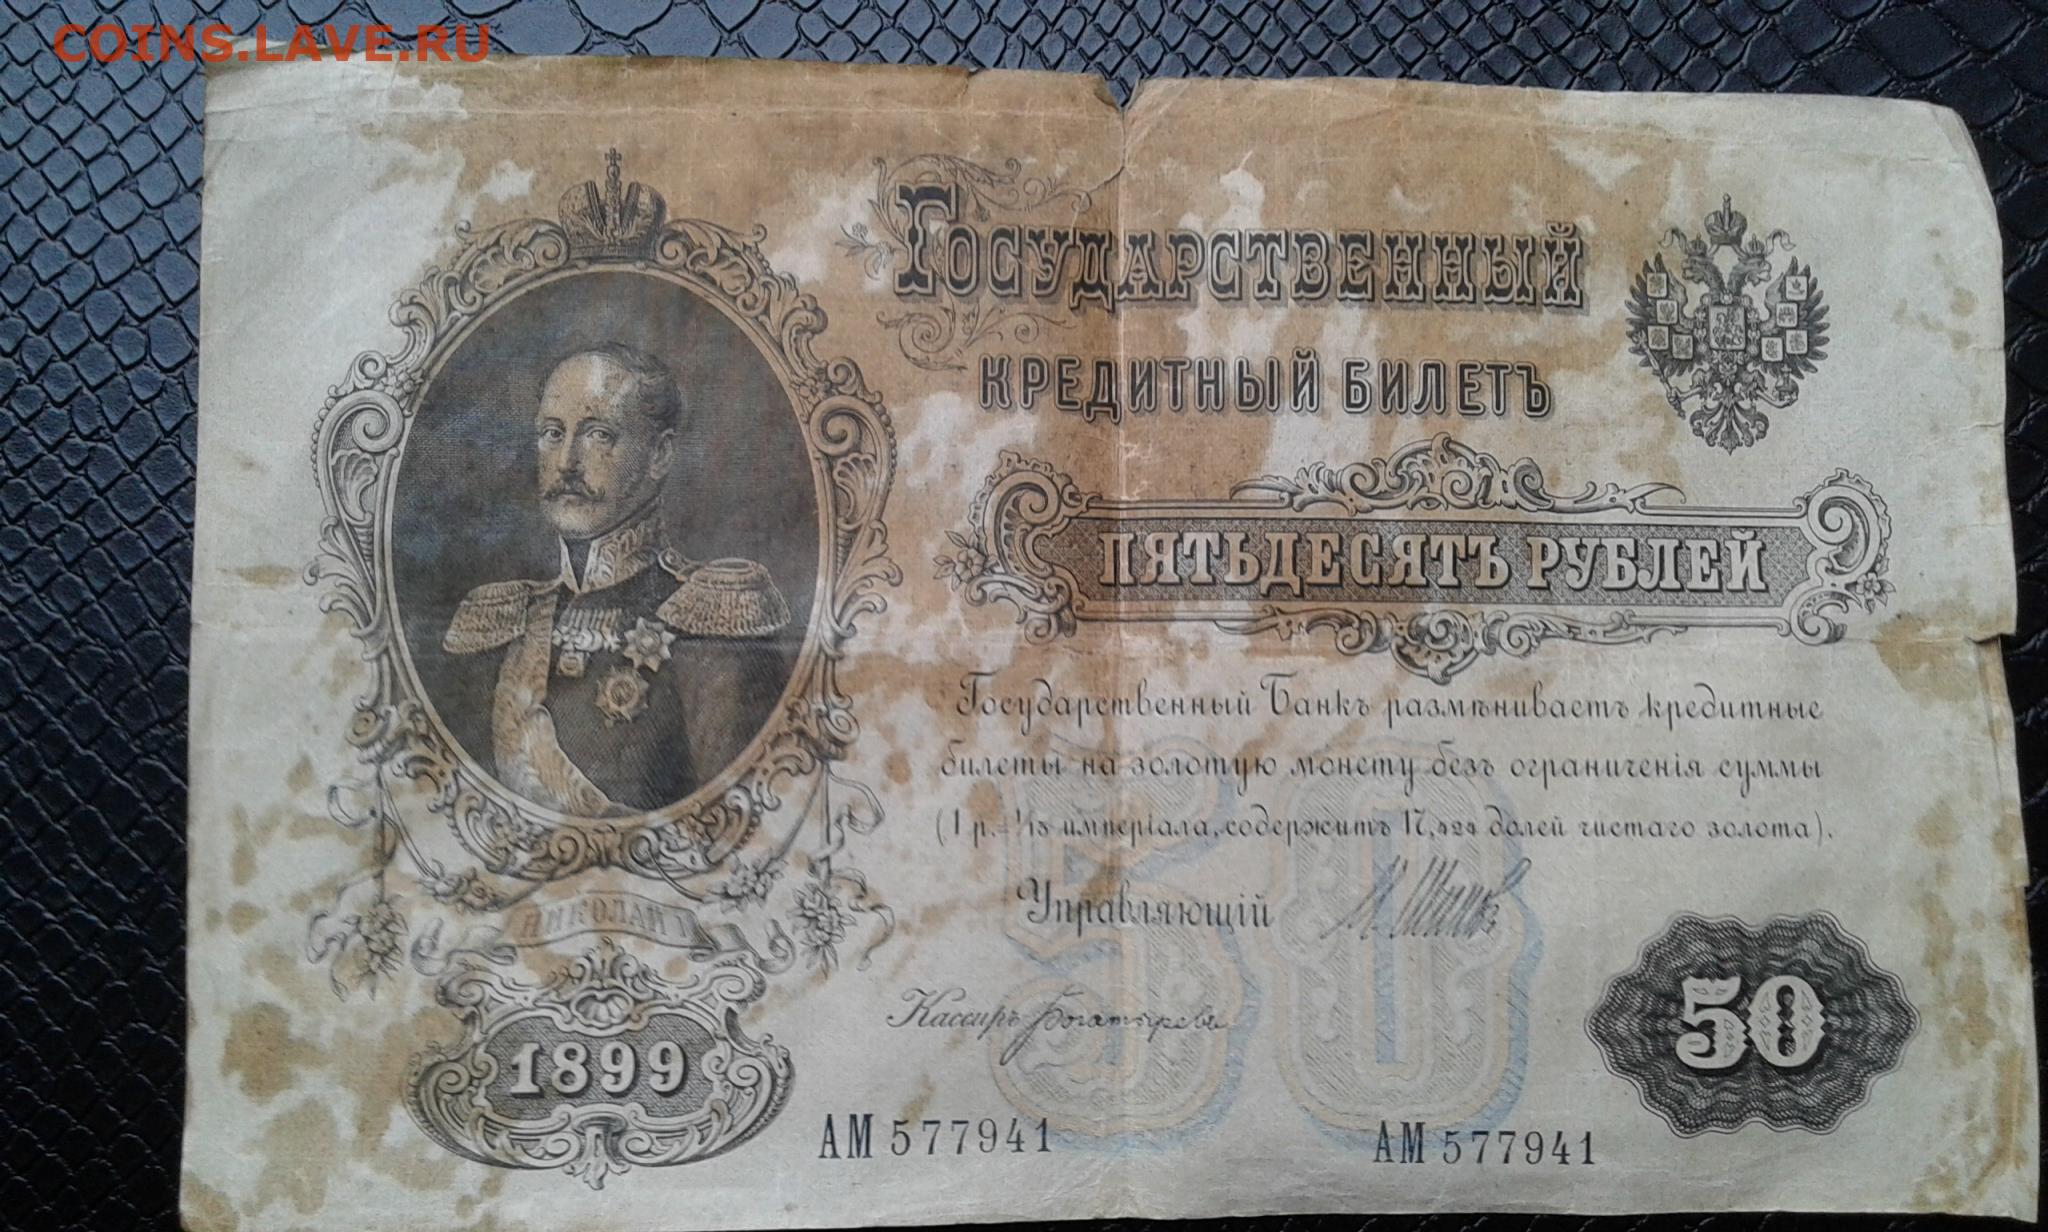 COINS.LAVE.RU
ГОСУДАРСТВЕННЫЙ
КРЕДИТНЫЙ БИЛЕТЪ
ПЯТЬДЕСЯТЪ РУБЛЕЙ
Государственный Банкъ размѣниваетъ кредитные
билеты на золотую монету безъ ограниченія суммы
(1 р.=1/15 имперіала, содержитъ 17,424 долей чистаго золота).
Управляющій
НИКОЛАЙ I
Кассиръ Богатыревъ
1899
50
50
АМ 577941
АМ 577941